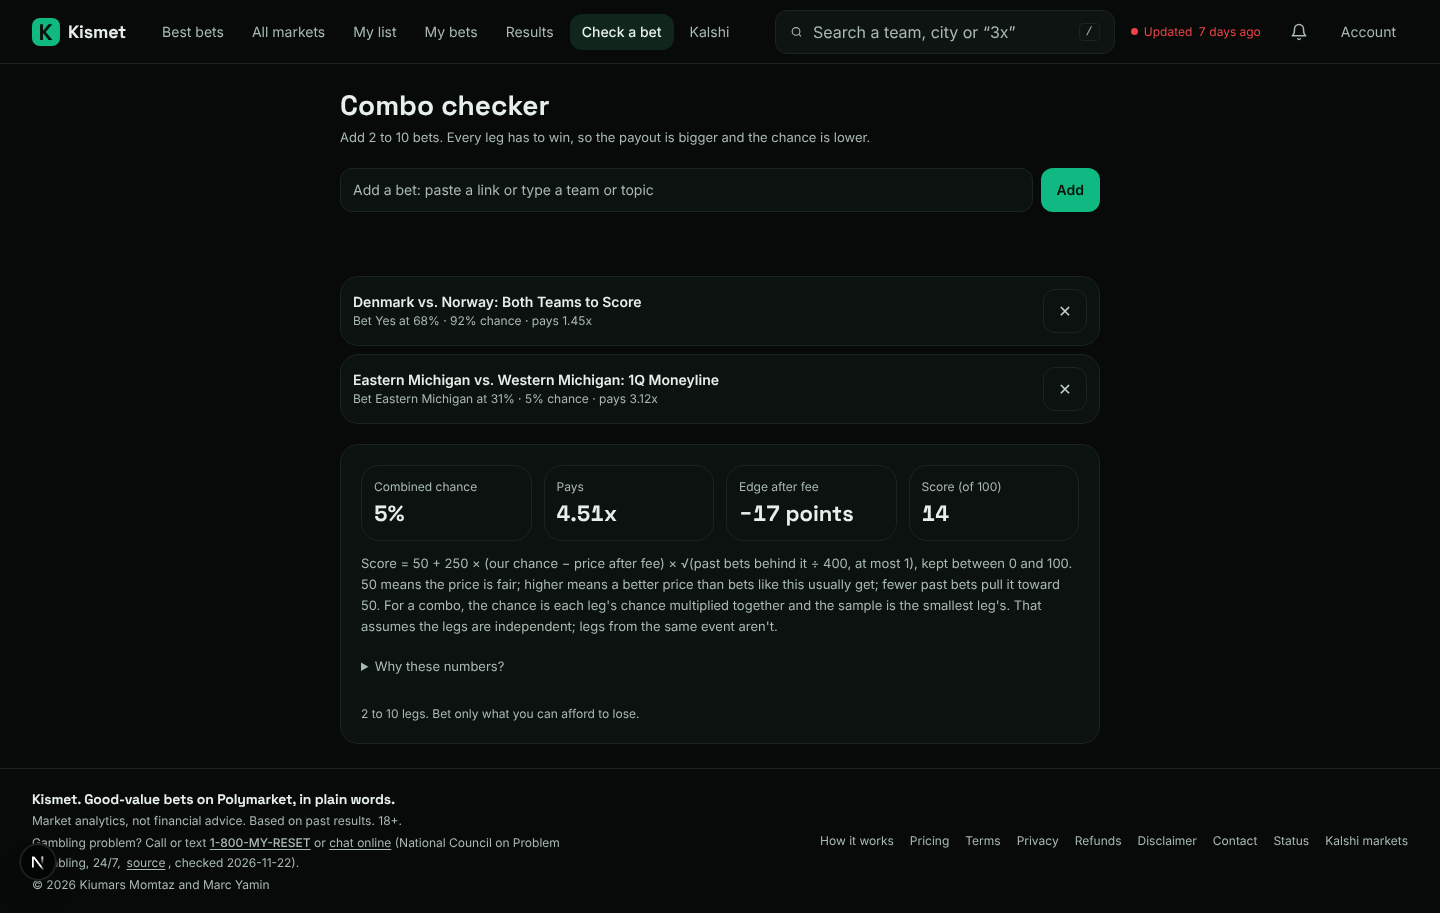 Kismet
Best bets
All markets
My list
My bets
Results
Check a bet
Kalshi
Search a team, city or “3x”
/
Updated 7 days ago
Account
Combo checker
Add 2 to 10 bets. Every leg has to win, so the payout is bigger and the chance is lower.
Add a bet: paste a link or type a team or topic
Add
Denmark vs. Norway: Both Teams to Score
Bet Yes at 68% · 92% chance · pays 1.45x
Eastern Michigan vs. Western Michigan: 1Q Moneyline
Bet Eastern Michigan at 31% · 5% chance · pays 3.12x
Combined chance
5%
Pays
4.51x
Edge after fee
−17 points
Score (of 100)
14
Score = 50 + 250 × (our chance − price after fee) × √(past bets behind it ÷ 400, at most 1), kept between 0 and 100.
50 means the price is fair; higher means a better price than bets like this usually get; fewer past bets pull it toward
50. For a combo, the chance is each leg's chance multiplied together and the sample is the smallest leg's. That
assumes the legs are independent; legs from the same event aren't.
Why these numbers?
2 to 10 legs. Bet only what you can afford to lose.
Kismet. Good-value bets on Polymarket, in plain words.
Market analytics, not financial advice. Based on past results. 18+.
Gambling problem? Call or text 1-800-MY-RESET or chat online (National Council on Problem
bling, 24/7, source , checked 2026-11-22).
© 2026 Kiumars Momtaz and Marc Yamin
N
How it works
Pricing
Terms
Privacy
Refunds
Disclaimer
Contact
Status
Kalshi markets